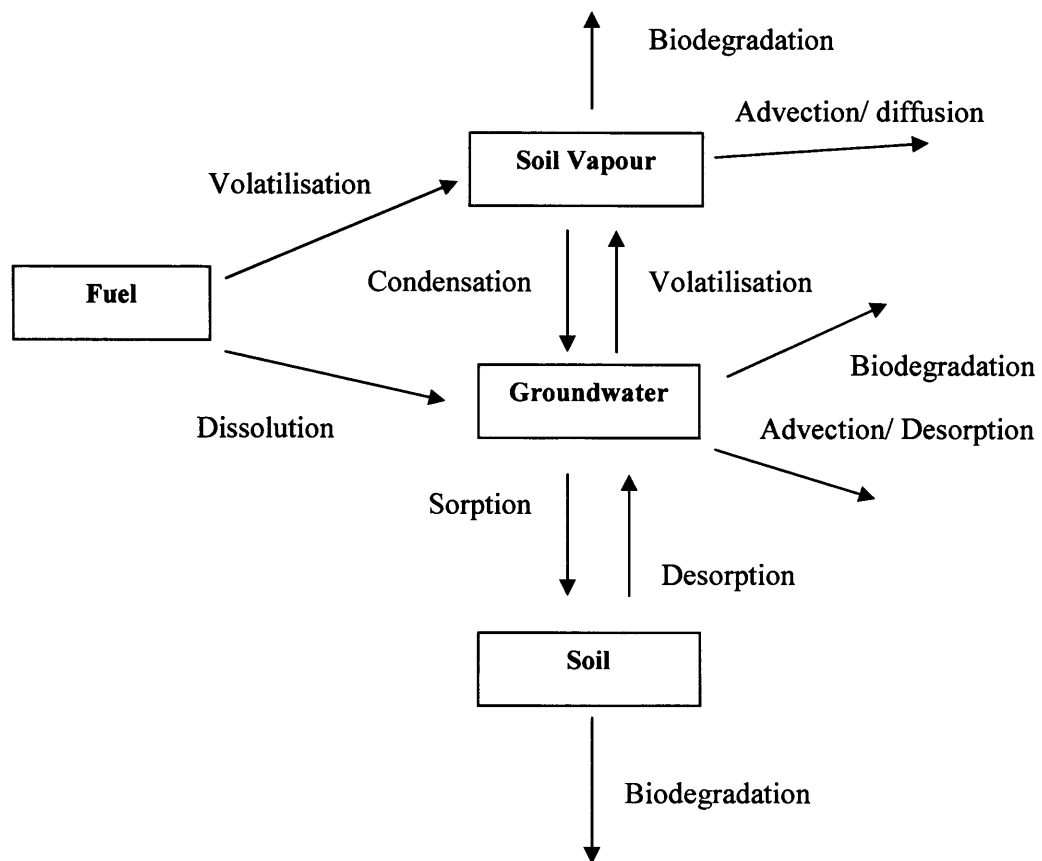 Biodegradation
Advection/ diffusion
Soil Vapour
Volatilisation
Condensation
Volatilisation
Fuel
Biodegradation
Groundwater
Dissolution
Advection/ Desorption
Sorption
Desorption
Soil
Biodegradation